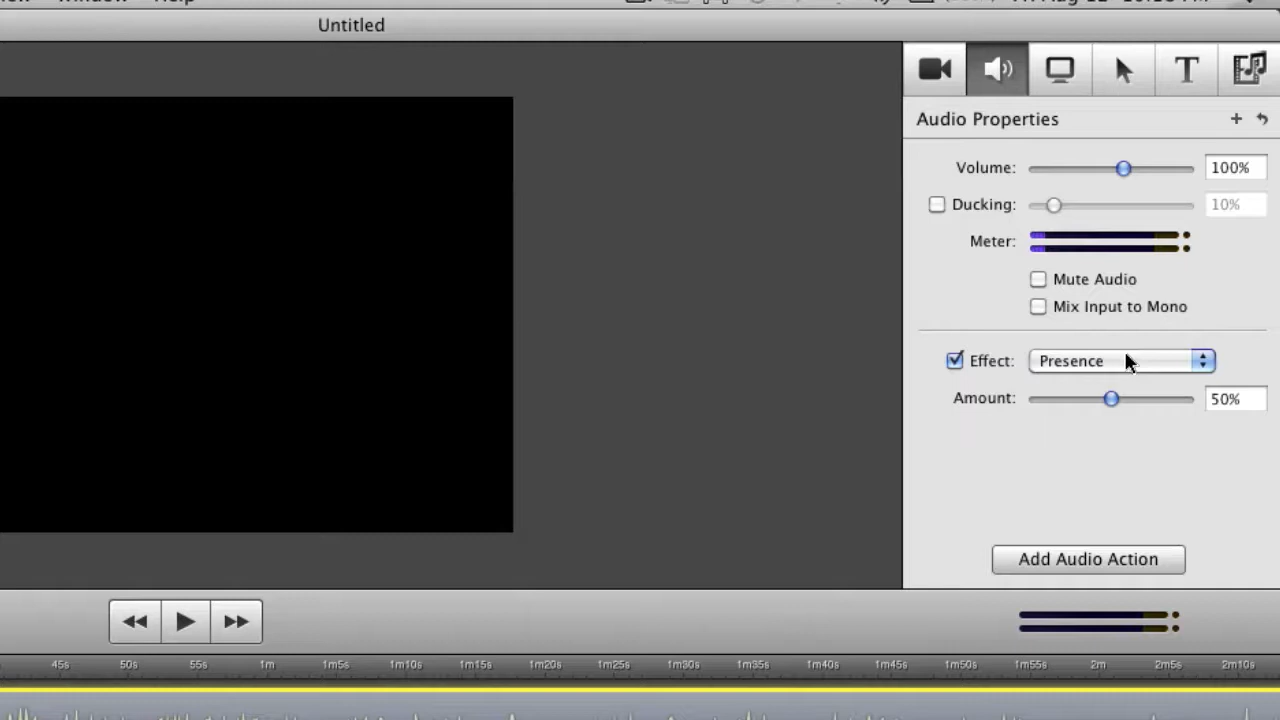 Window Help
Untitled
T
Audio Properties
Volume: 100%
Ducking: 10%
Meter:
Mute Audio
Mix Input to Mono
Effect: Presence
Amount: 50%
Add Audio Action
45s 50s 55s 1m 1m5s 1m10s 1m15s 1m20s 1m25s 1m30s 1m35s 1m40s 1m45s 1m50s 1m55s 2m 2m5s 2m10s